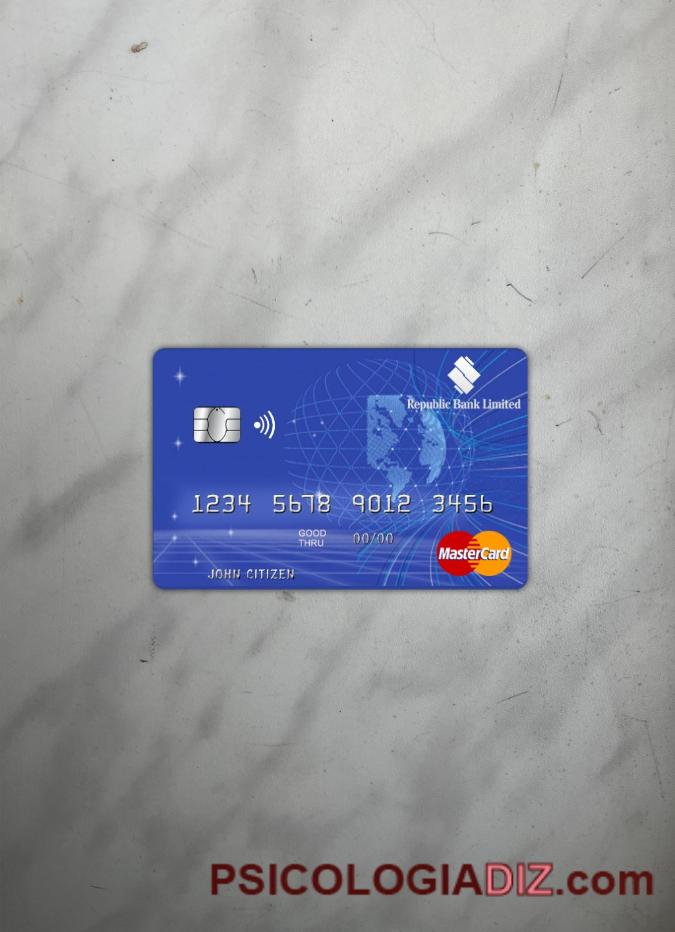 Republic Bank Limited
1234 5678 9012 3456
GOOD
THRU
00/00
MasterCard
JOHN CITIZEN
PSICOLOGIADIZ.com